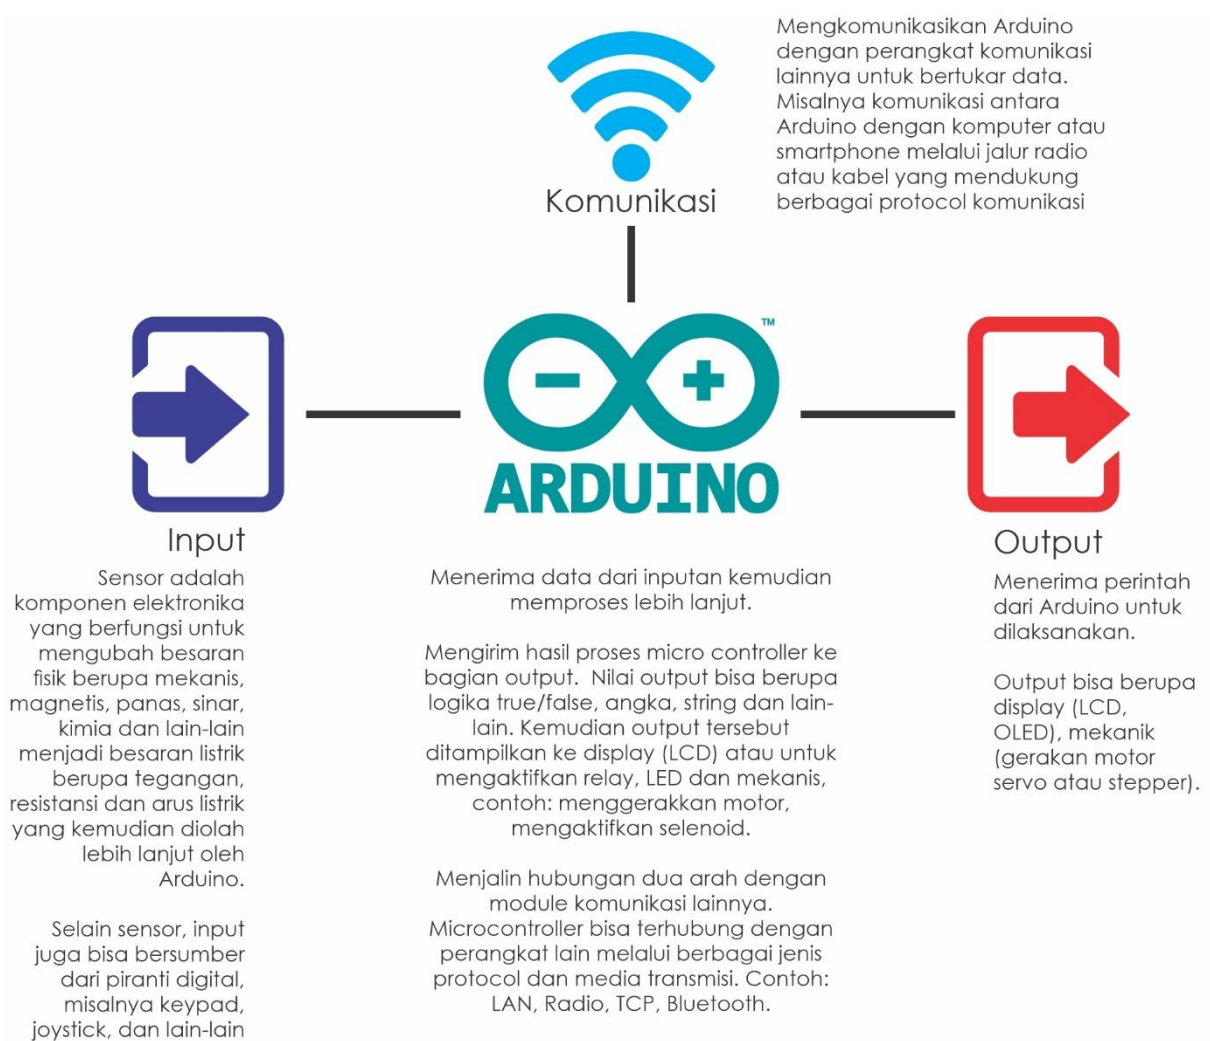 Mengkomunikasikan Arduino
dengan perangkat komunikasi
lainnya untuk bertukar data.
Misalnya komunikasi antara
Arduino dengan komputer atau
smartphone melalui jalur radio
atau kabel yang mendukung
berbagai protocol komunikasi
Komunikasi
TM
ARDUINO
Input
Sensor adalah
komponen elektronika
yang berfungsi untuk
mengubah besaran
fisik berupa mekanis,
magnetis, panas, sinar,
kimia dan lain-lain
menjadi besaran listrik
berupa tegangan,
resistansi dan arus listrik
yang kemudian diolah
lebih lanjut oleh
Arduino.
Selain sensor, input
juga bisa bersumber
dari piranti digital,
misalnya keypad,
joystick, dan lain-lain
Menerima data dari inputan kemudian
memproses lebih lanjut.
Mengirim hasil proses micro controller ke
bagian output. Nilai output bisa berupa
logika true/false, angka, string dan lain-
lain. Kemudian output tersebut
ditampilkan ke display (LCD) atau untuk
mengaktifkan relay, LED dan mekanis,
contoh: menggerakkan motor,
mengaktifkan selenoid.
Menjalin hubungan dua arah dengan
module komunikasi lainnya.
Microcontroller bisa terhubung dengan
perangkat lain melalui berbagai jenis
protocol dan media transmisi. Contoh:
LAN, Radio, TCP, Bluetooth.
Output
Menerima perintah
dari Arduino untuk
dilaksanakan.
Output bisa berupa
display (LCD,
OLED), mekanik
(gerakan motor
servo atau stepper).